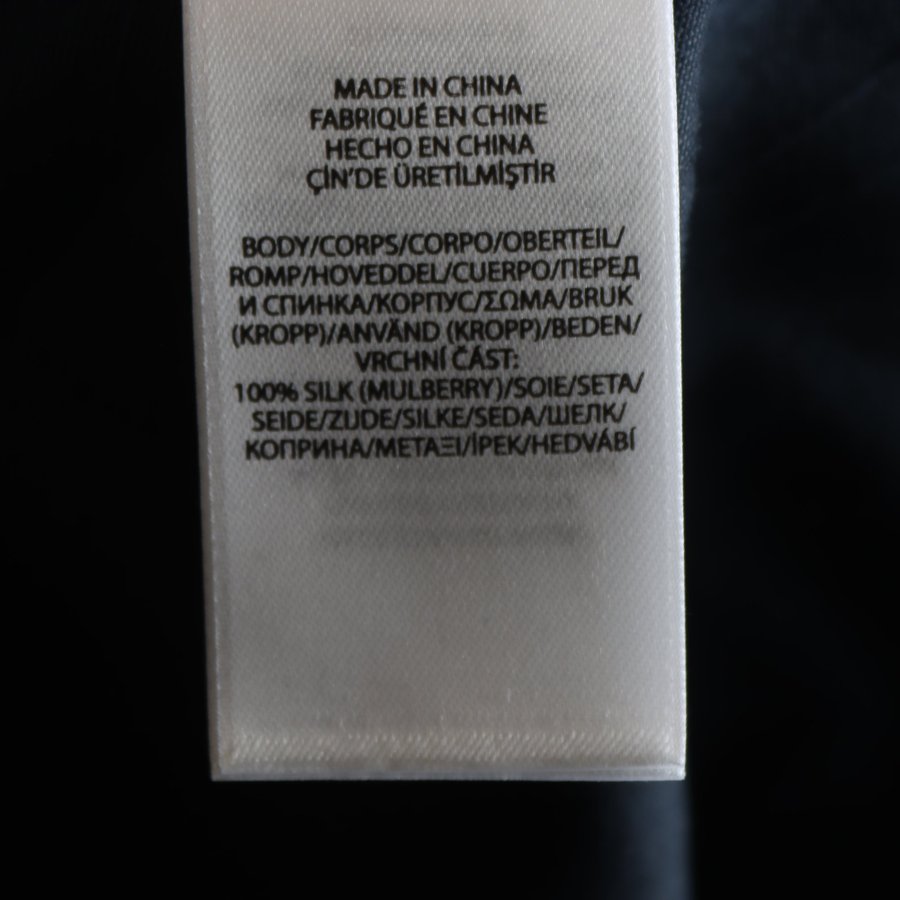 MADE IN CHINA
FABRIQUÉ EN CHINE
HECHO EN CHINA
ÇİN'DE ÜRETİLMİŞTİR
BODY/CORPS/CORPO/OBERTEIL/
ROMP/HOVEDDEL/CUERPO/ПЕРЕД
И СПИНКА/КОРПУС/ΣΩΜΑ/BRUK
(KROPP)/ANVÄND (KROPP)/BEDEN/
VRCHNÍ ČÁST:
100% SILK (MULBERRY)/SOIE/SETA/
SEIDE/ZIJDE/SILKE/SEDA/ШЕЛК/
КОПРИНА/ΜΕΤΑΞΙ/İPEK/HEDVÁBÍ